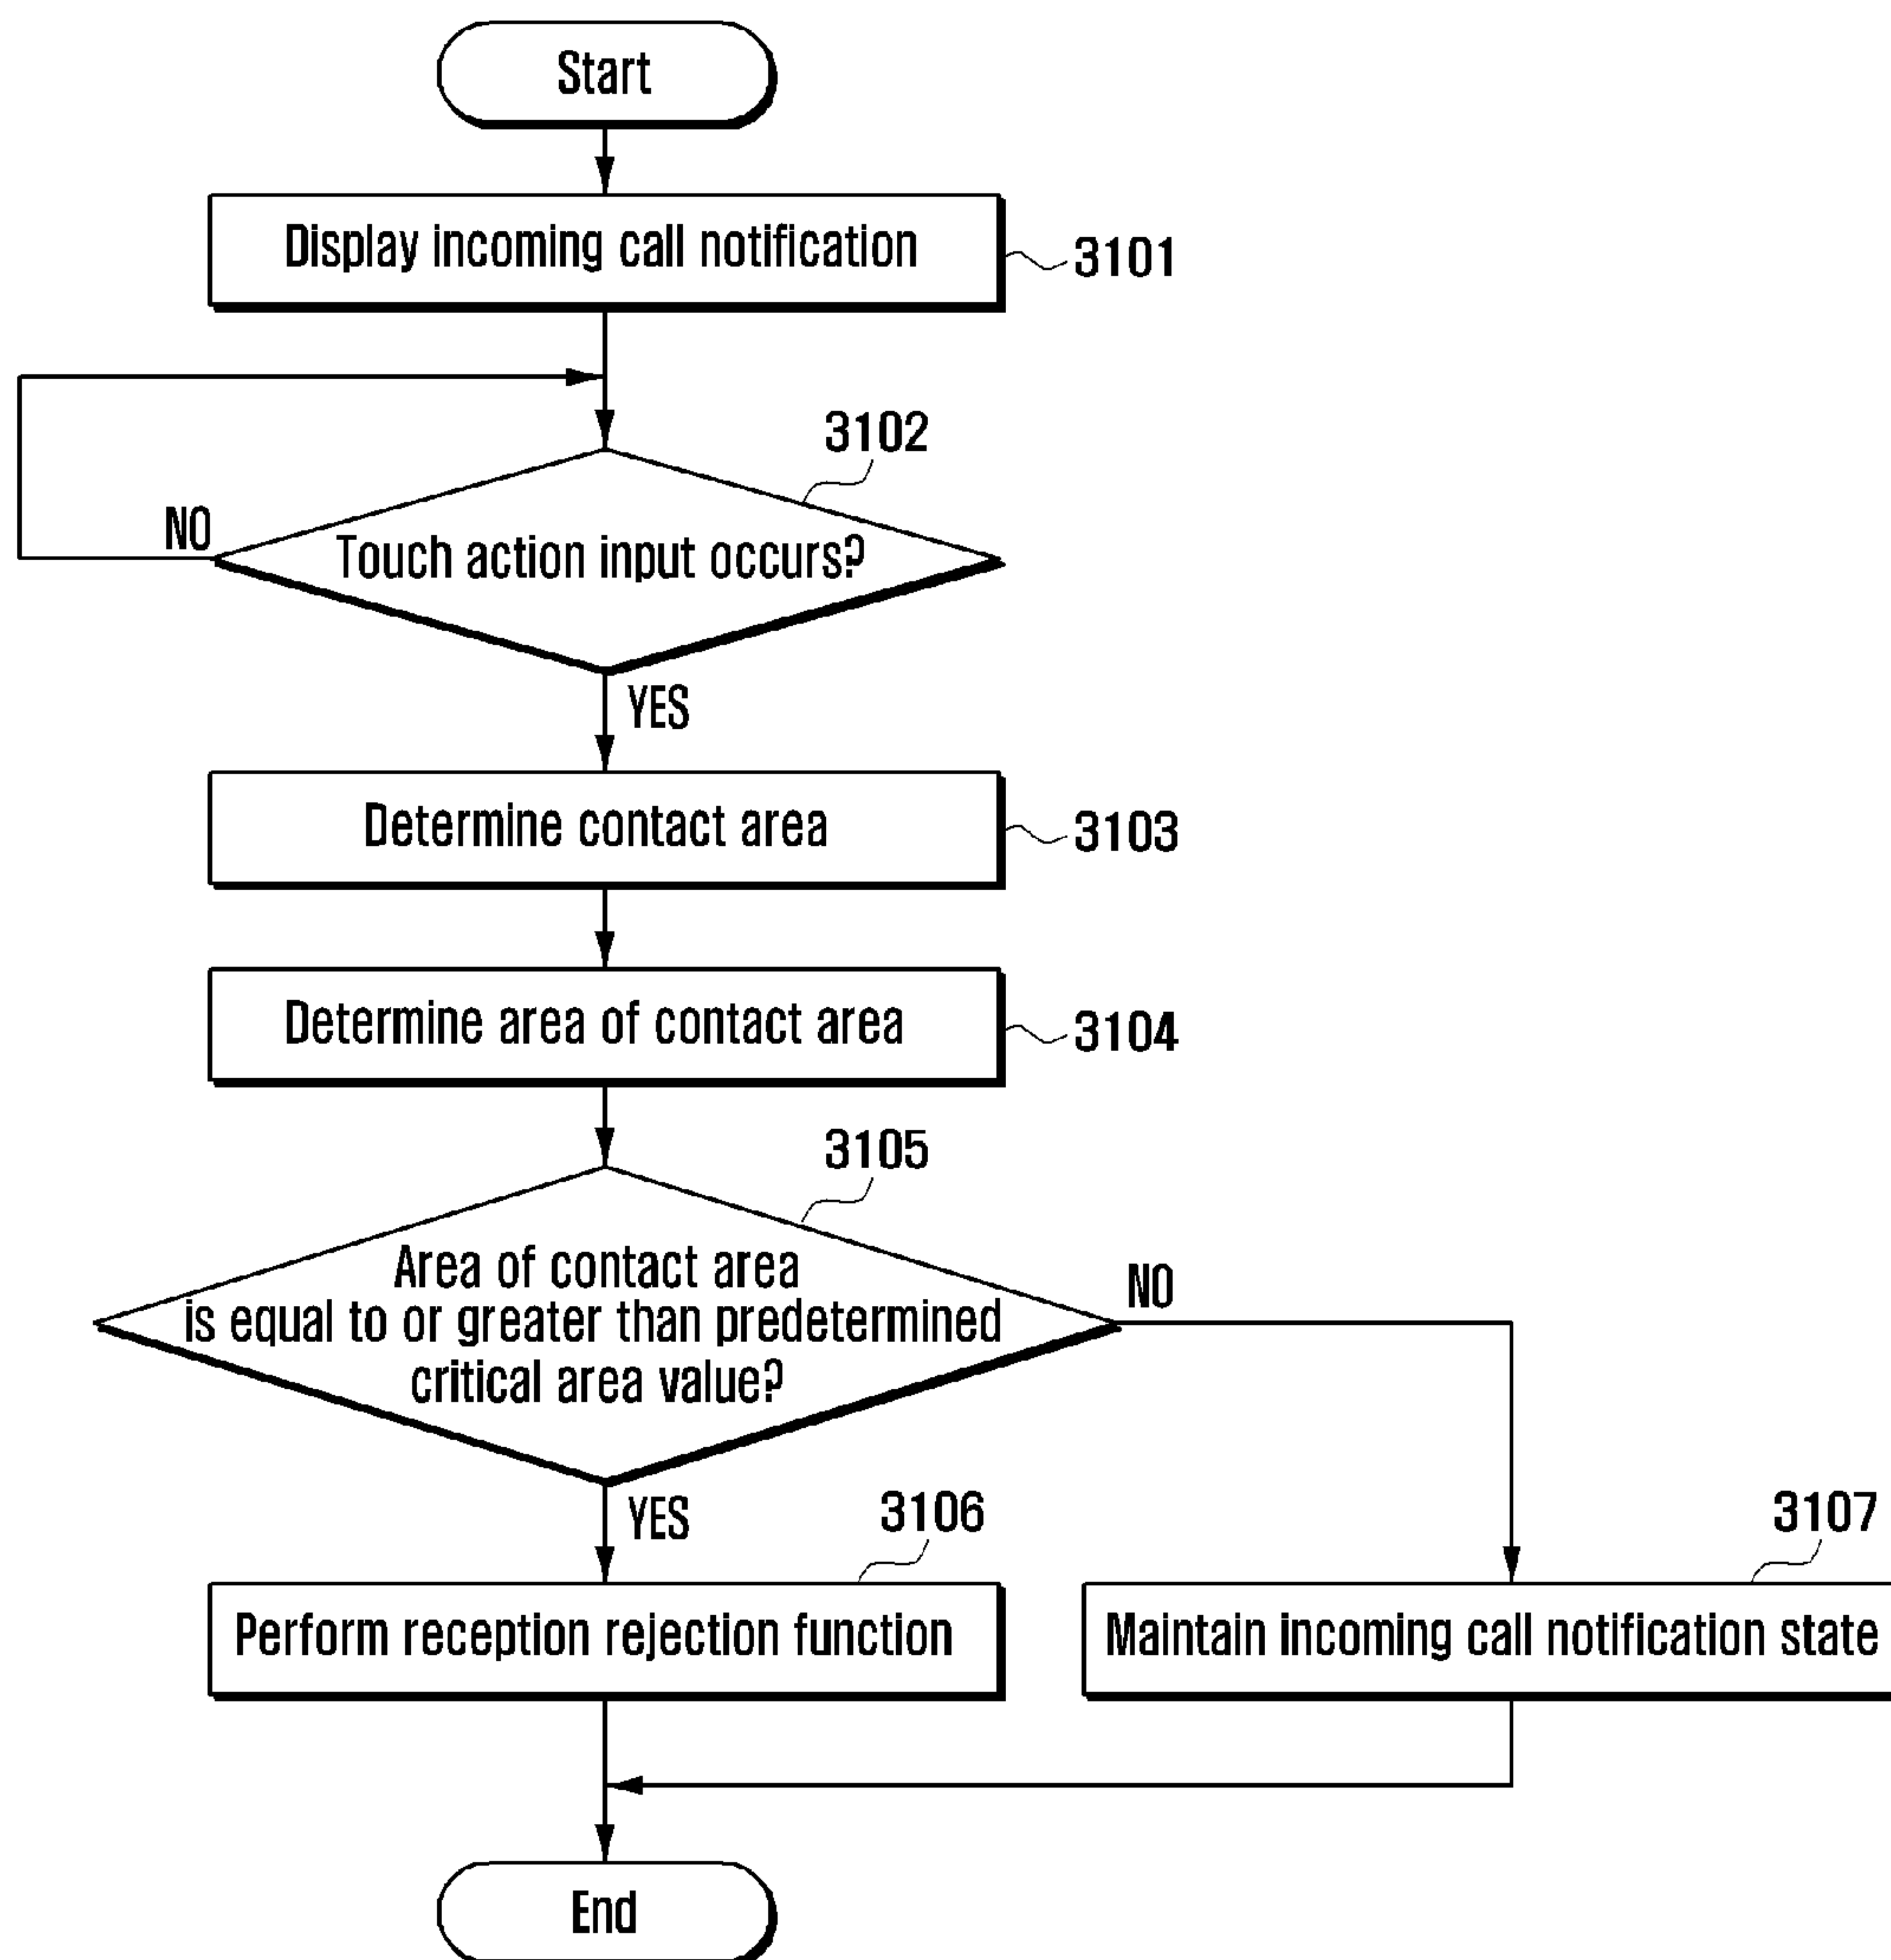 Start
Display incoming call notification
3101
3102
NO
Touch action input occurs?
YES
Determine contact area
3103
Determine area of contact area
3104
3105
Area of contact area
is equal to or greater than predetermined
critical area value?
NO
YES
3106
3107
Perform reception rejection function
Maintain incoming call notification state
End